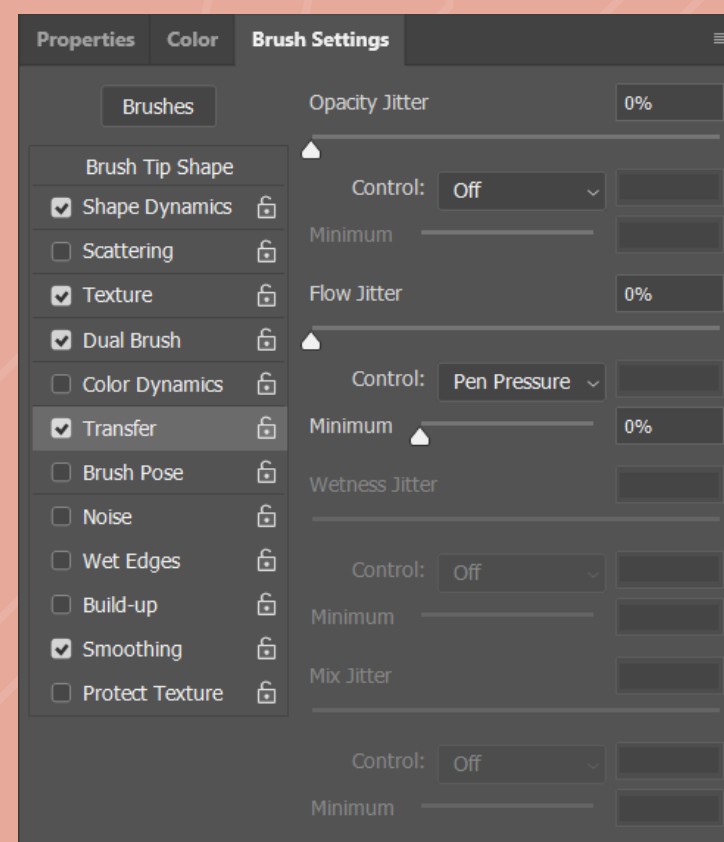 Properties Color Brush Settings
Brushes
Brush Tip Shape
Shape Dynamics
Scattering
Texture
Dual Brush
Color Dynamics
Transfer
Brush Pose
Noise
Wet Edges
Build-up
Smoothing
Protect Texture
Opacity Jitter 0%
Control: Off
Minimum
Flow Jitter 0%
Control: Pen Pressure
Minimum 0%
Wetness Jitter
Control: Off
Minimum
Mix Jitter
Control: Off
Minimum